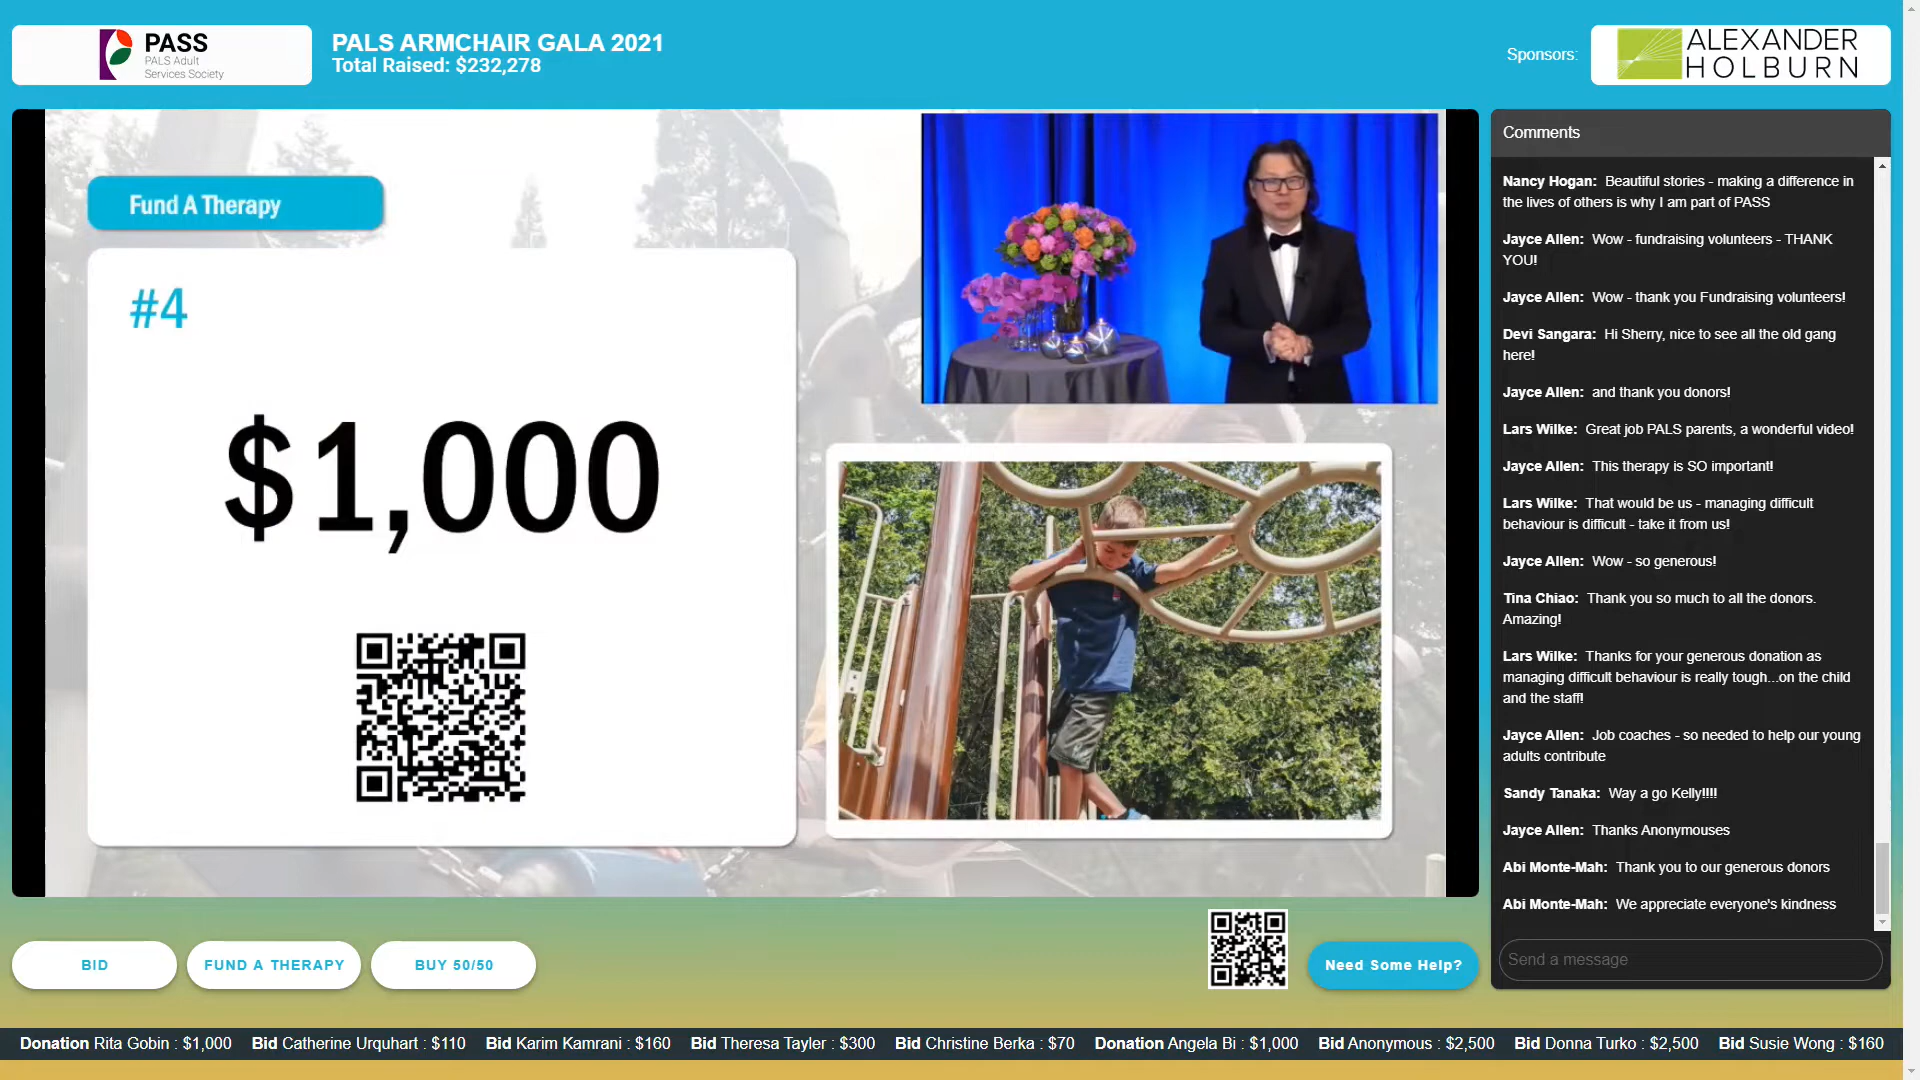 PASS
PALS Adult
Services Society
PALS ARMCHAIR GALA 2021
Total Raised: $232,278
Sponsors:
ALEXANDER
HOLBURN
Fund A Therapy
#4
$1,000
Comments
Nancy Hogan: Beautiful stories - making a difference in
the lives of others is why I am part of PASS
Jayce Allen: Wow - fundraising volunteers - THANK
YOU!
Jayce Allen: Wow - thank you Fundraising volunteers!
Devi Sangara: Hi Sherry, nice to see all the old gang
here!
Jayce Allen: and thank you donors!
Lars Wilke: Great job PALS parents, a wonderful video!
Jayce Allen: This therapy is SO important!
Lars Wilke: That would be us - managing difficult
behaviour is difficult - take it from us!
Jayce Allen: Wow - so generous!
Tina Chiao: Thank you so much to all the donors.
Amazing!
Lars Wilke: Thanks for your generous donation as
managing difficult behaviour is really tough...on the child
and the staff!
Jayce Allen: Job coaches - so needed to help our young
adults contribute
Sandy Tanaka: Way a go Kelly!!!!
Jayce Allen: Thanks Anonymouses
Abi Monte-Mah: Thank you to our generous donors
Abi Monte-Mah: We appreciate everyone's kindness
Send a message
BID
FUND A THERAPY
BUY 50/50
Need Some Help?
Donation Rita Gobin : $1,000 Bid Catherine Urquhart : $110 Bid Karim Kamrani : $160 Bid Theresa Tayler : $300 Bid Christine Berka : $70 Donation Angela Bi : $1,000 Bid Anonymous : $2,500 Bid Donna Turko : $2,500 Bid Susie Wong : $160